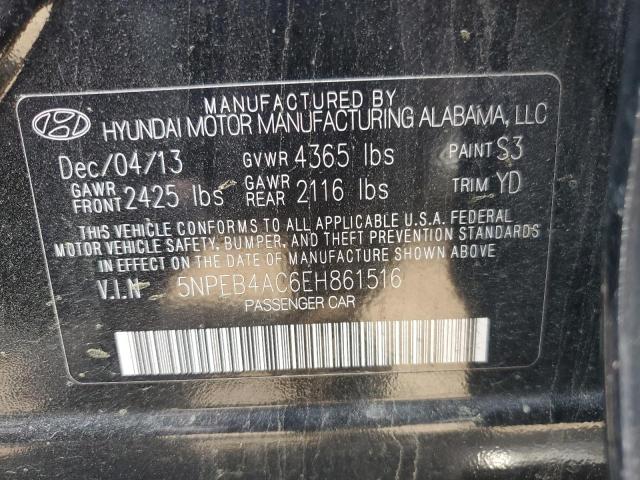 MANUFACTURED BY
HYUNDAI MOTOR MANUFACTURING ALABAMA, LLC
Dec/04/13 GVWR 4365 lbs PAINT S3
GAWR FRONT 2425 lbs GAWR REAR 2116 lbs TRIM YD
THIS VEHICLE CONFORMS TO ALL APPLICABLE U.S.A. FEDERAL
MOTOR VEHICLE SAFETY, BUMPER, AND THEFT PREVENTION STANDARDS
IN EFFECT ON THE DATE OF MANUFACTURE SHOWN ABOVE.
V.I.N 5NPEB4AC6EH861516
PASSENGER CAR